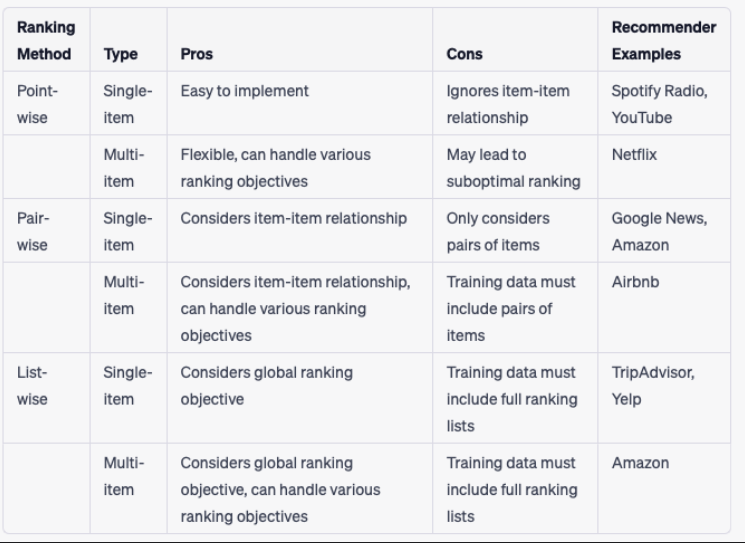 Ranking Method Type Pros Cons Recommender Examples
Point-wise Single-item Easy to implement Ignores item-item relationship Spotify Radio, YouTube
Multi-item Flexible, can handle various ranking objectives May lead to suboptimal ranking Netflix
Pair-wise Single-item Considers item-item relationship Only considers pairs of items Google News, Amazon
Multi-item Considers item-item relationship, can handle various ranking objectives Training data must include pairs of items Airbnb
List-wise Single-item Considers global ranking objective Training data must include full ranking lists TripAdvisor, Yelp
Multi-item Considers global ranking objective, can handle various ranking objectives Training data must include full ranking lists Amazon